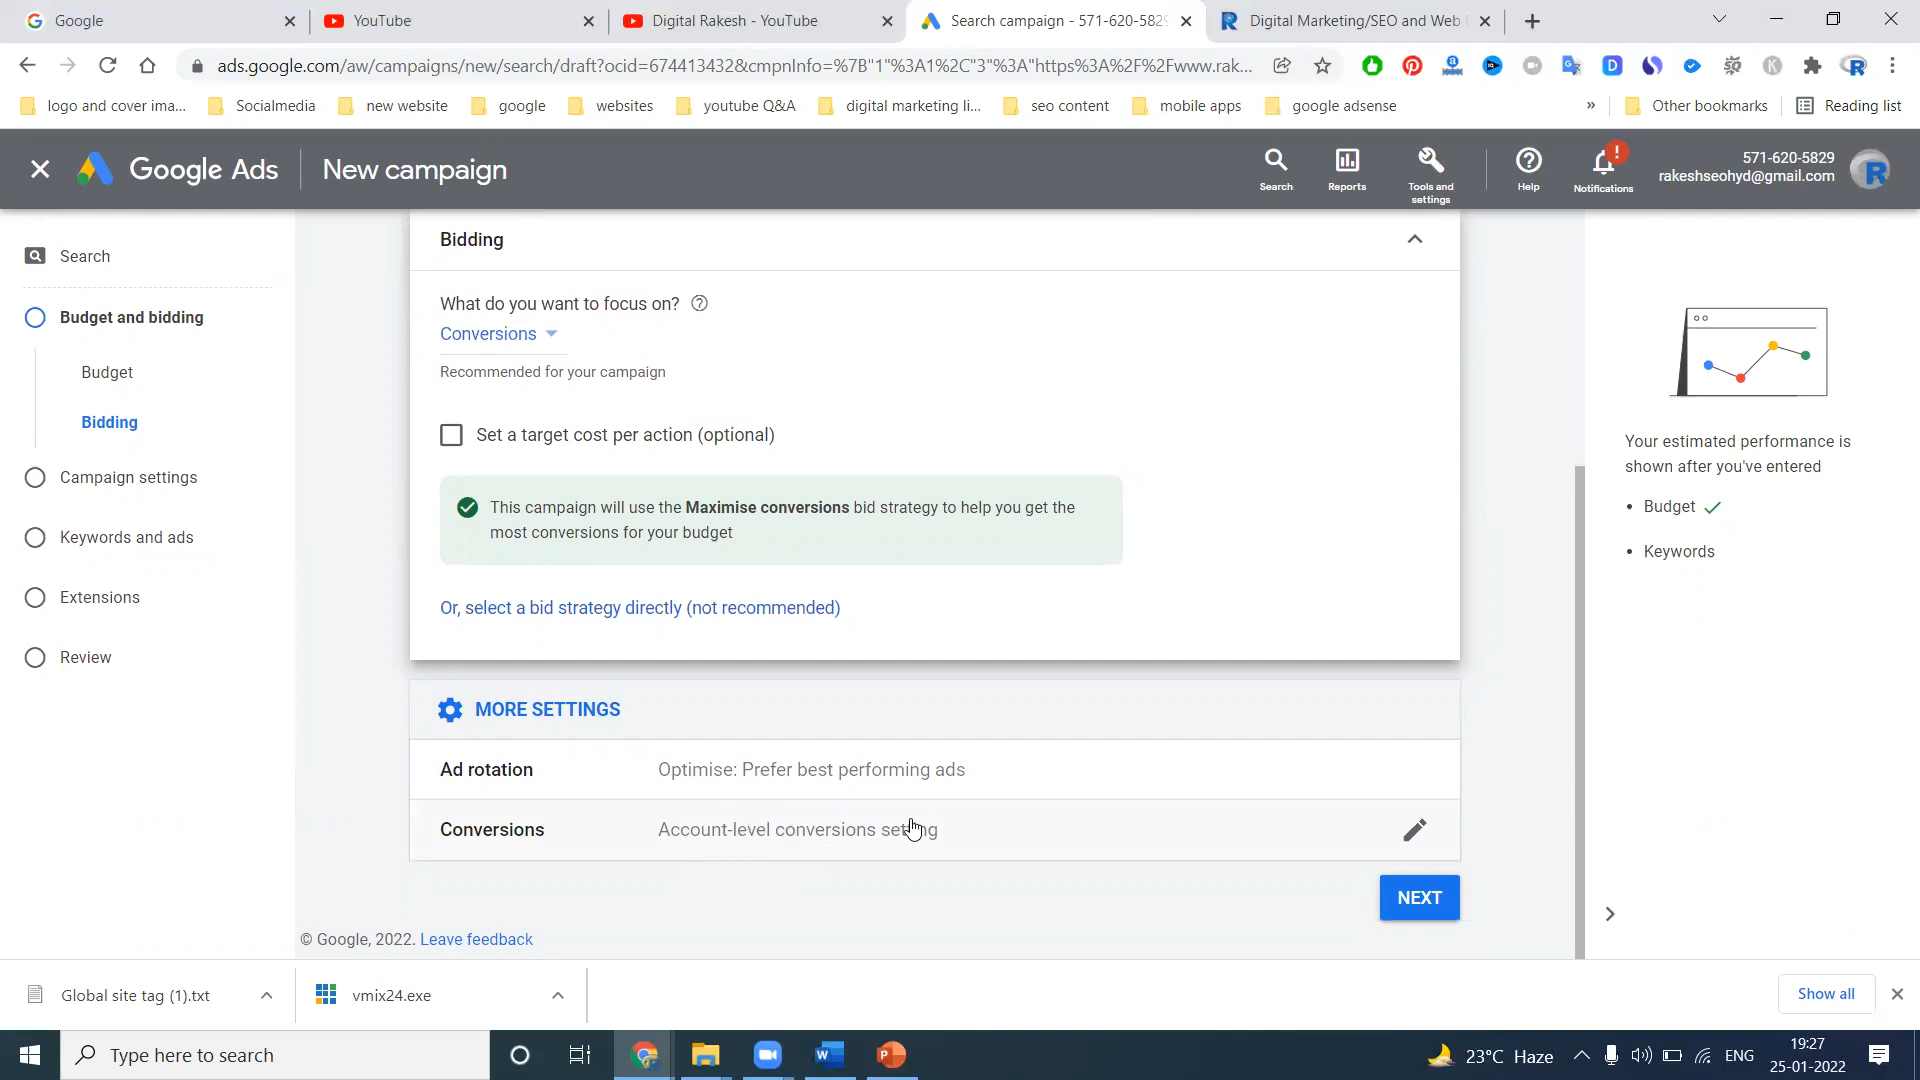 Google
YouTube
Digital Rakesh - YouTube
Search campaign - 571-620-5829
Digital Marketing/SEO and Web
ads.google.com/aw/campaigns/new/search/draft?ocid=674413432&cmpnInfo=%7B"1"%3A1%2C"3"%3A"https%3A%2F%2Fwww.rak...
logo and cover ima...
Socialmedia
new website
google
websites
youtube Q&A
digital marketing li...
seo content
mobile apps
google adsense
»
Other bookmarks
Reading list
Google Ads
New campaign
Search
Reports
Tools and
settings
Help
Notifications
571-620-5829
rakeshseohyd@gmail.com
Search
Budget and bidding
Budget
Bidding
Campaign settings
Keywords and ads
Extensions
Review
Bidding
What do you want to focus on?
Conversions
Recommended for your campaign
Set a target cost per action (optional)
This campaign will use the Maximise conversions bid strategy to help you get the
most conversions for your budget
Or, select a bid strategy directly (not recommended)
MORE SETTINGS
Ad rotation
Optimise: Prefer best performing ads
Conversions
Account-level conversions setting
NEXT
© Google, 2022. Leave feedback
Your estimated performance is
shown after you've entered
• Budget
• Keywords
Global site tag (1).txt
vmix24.exe
Show all
Type here to search
23°C Haze
ENG
19:27
25-01-2022